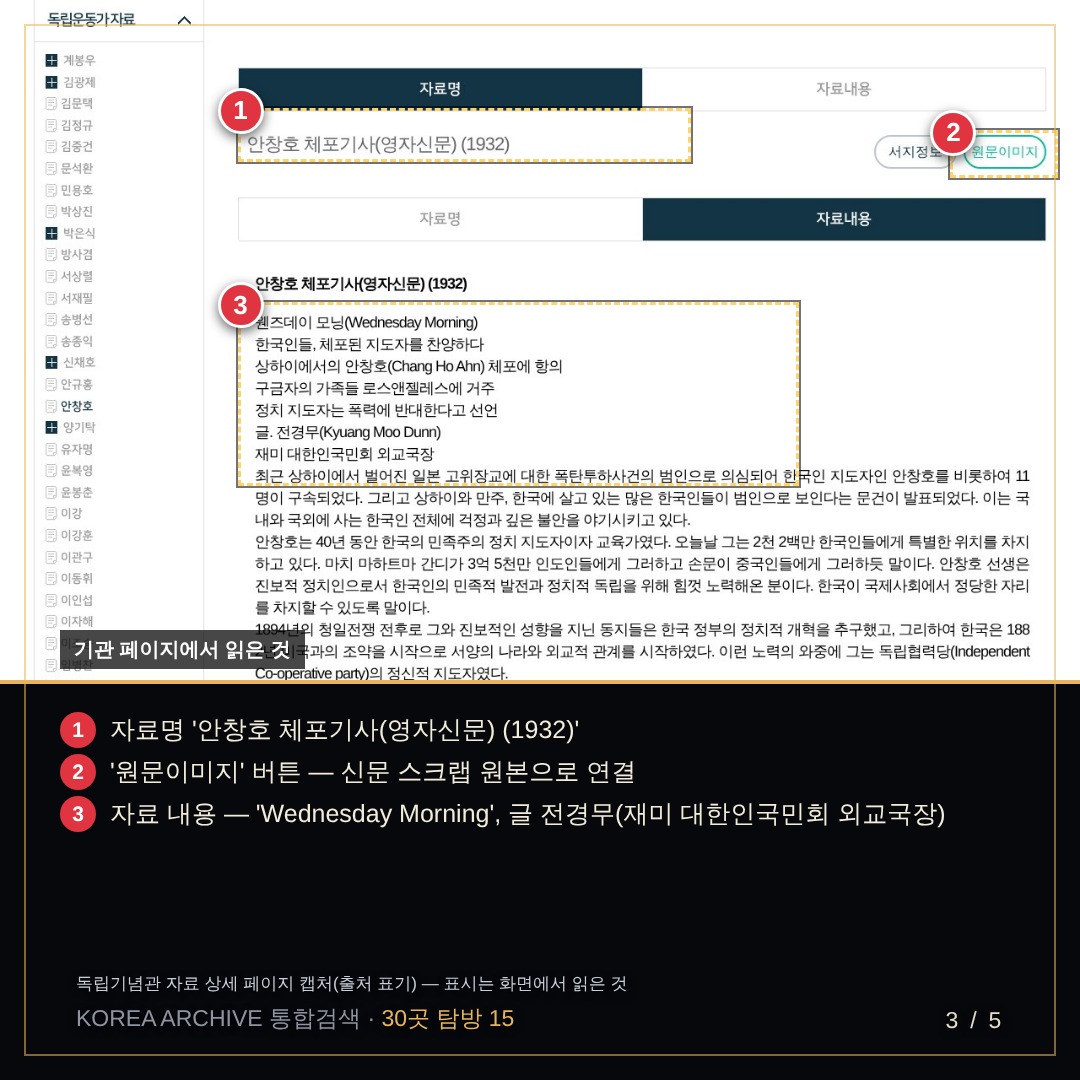 독립운동가 자료
계봉우
김광제
김문택
김정규
김중건
문석환
민용호
박상진
박은식
방사겸
서상렬
서재필
송병선
송종익
신채호
안규홍
안창호
양기탁
유자명
윤복영
윤봉춘
이강
이강훈
이관구
이동휘
이인섭
이자해
자료명
자료내용
1
안창호 체포기사(영자신문) (1932)
2
서지정보
원문이미지
자료명
자료내용
안창호 체포기사(영자신문) (1932)
3
웬즈데이 모닝(Wednesday Morning)
한국인들, 체포된 지도자를 찬양하다
상하이에서의 안창호(Chang Ho Ahn) 체포에 항의
구금자의 가족들 로스앤젤레스에 거주
정치 지도자는 폭력에 반대한다고 선언
글. 전경무(Kyuang Moo Dunn)
재미 대한인국민회 외교국장
최근 상하이에서 벌어진 일본 고위장교에 대한 폭탄투하사건의 범인으로 의심되어 한국인 지도자인 안창호를 비롯하여 11
명이 구속되었다. 그리고 상하이와 만주, 한국에 살고 있는 많은 한국인들이 범인으로 보인다는 문건이 발표되었다. 이는 국
내와 국외에 사는 한국인 전체에 걱정과 깊은 불안을 야기시키고 있다.
안창호는 40년 동안 한국의 민족주의 정치 지도자이자 교육가였다. 오늘날 그는 2천 2백만 한국인들에게 특별한 위치를 차지
하고 있다. 마치 마하트마 간디가 3억 5천만 인도인들에게 그러하고 손문이 중국인들에게 그러하듯 말이다. 안창호 선생은
진보적 정치인으로서 한국인의 민족적 발전과 정치적 독립을 위해 힘껏 노력해온 분이다. 한국이 국제사회에서 정당한 자리
를 차지할 수 있도록 말이다.
1894년의 청일전쟁 전후로 그와 진보적인 성향을 지닌 동지들은 한국 정부의 정치적 개혁을 추구했고, 그리하여 한국은 188
국과의 조약을 시작으로 서양의 나라와 외교적 관계를 시작하였다. 이런 노력의 와중에 그는 독립협력당(Independent
Co-operative party)의 정신적 지도자였다.
기관 페이지에서 읽은 것
1 자료명 '안창호 체포기사(영자신문) (1932)'
2 '원문이미지' 버튼 — 신문 스크랩 원본으로 연결
3 자료 내용 — 'Wednesday Morning', 글 전경무(재미 대한인국민회 외교국장)
독립기념관 자료 상세 페이지 캡처(출처 표기) — 표시는 화면에서 읽은 것
KOREA ARCHIVE 통합검색 · 30곳 탐방 15
3 / 5